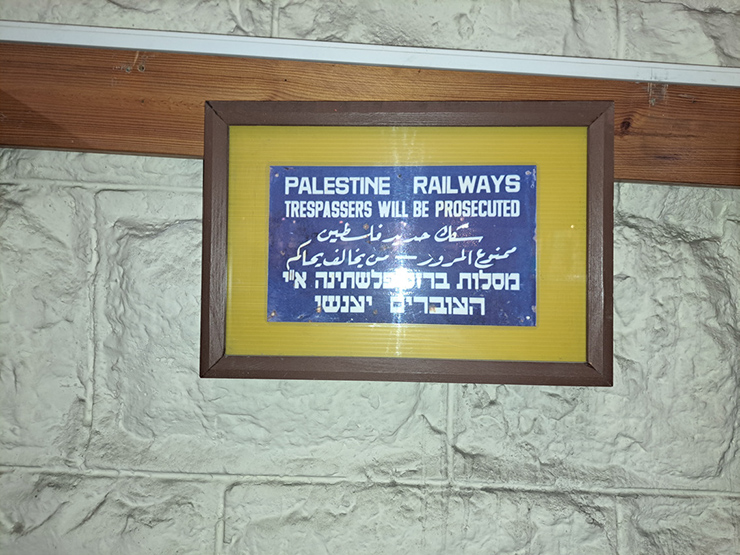 PALESTINE RAILWAYS
TRESPASSERS WILL BE PROSECUTED
سكك حديد فلسطين
ممنوع المرور – من يخالف يحاكم
מסלות ברזל פלשתינה א"י
העוברים יענשו